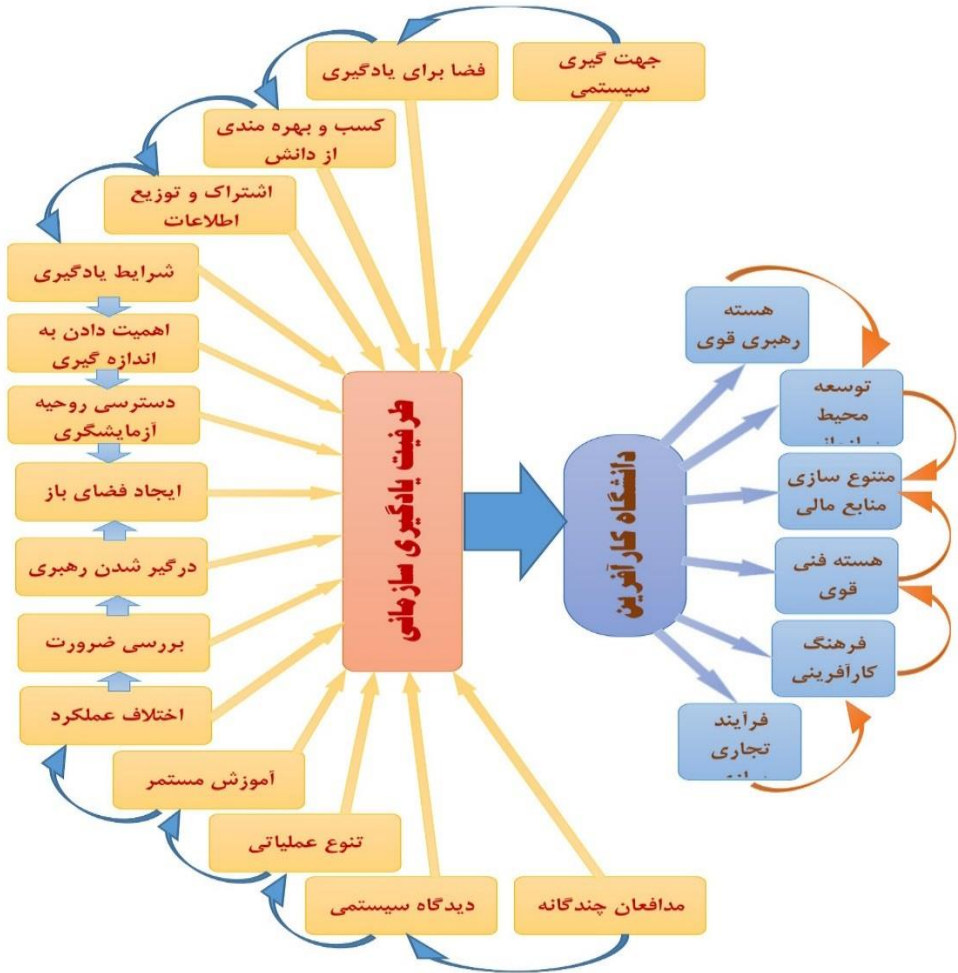 جهت گیری
سیستمی
فضا برای یادگیری
کسب و بهره مندی
از دانش
اشتراک و توزیع
اطلاعات
شرایط یادگیری
اهمیت دادن به
اندازه گیری
دسترسی روحیه
آزمایشگری
ایجاد فضای باز
درگیر شدن رهبری
بررسی ضرورت
اختلاف عملکرد
آموزش مستمر
تنوع عملیاتی
دیدگاه سیستمی
مدافعان چندگانه
ظرفیت یادگیری سازمانی
دانشگاه کارآفرین
هسته
رهبری قوی
توسعه
محیط
متنوع سازی
منابع مالی
هسته فنی
قوی
فرهنگ
کارآفرینی
فرآیند
تجاری